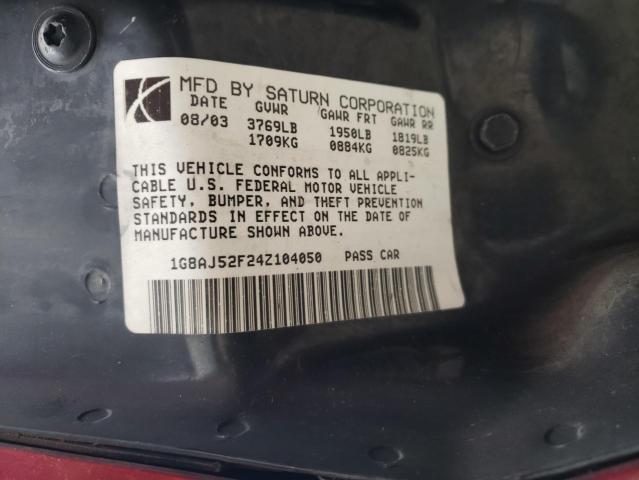 MFD BY SATURN CORPORATION
DATE GVWR GAWR FRT GAWR RR
08/03 3769LB 1950LB 1819LB
1709KG 0884KG 0825KG
THIS VEHICLE CONFORMS TO ALL APPLI-
CABLE U.S. FEDERAL MOTOR VEHICLE
SAFETY, BUMPER, AND THEFT PREVENTION
STANDARDS IN EFFECT ON THE DATE OF
MANUFACTURE SHOWN ABOVE.
1G8AJ52F24Z104050 PASS CAR